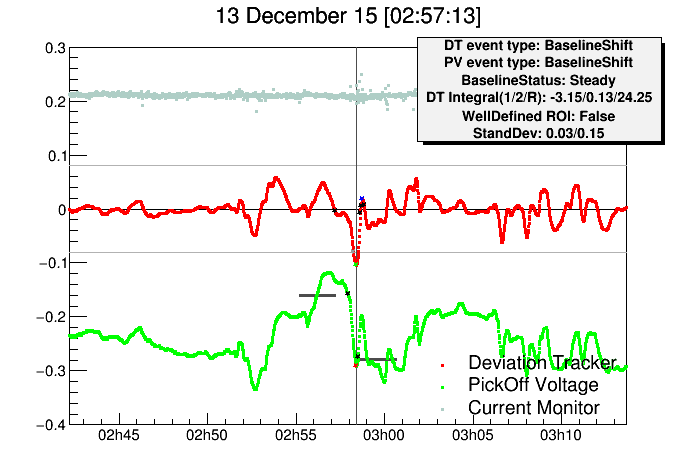 13 December 15 [02:57:13]
DT event type: BaselineShift
PV event type: BaselineShift
BaselineStatus: Steady
DT Integral(1/2/R): -3.15/0.13/24.25
WellDefined ROI: False
StandDev: 0.03/0.15
0.3
0.2
0.1
0
−0.1
−0.2
−0.3
−0.4
Deviation Tracker
PickOff Voltage
Current Monitor
02h45 02h50 02h55 03h00 03h05 03h10